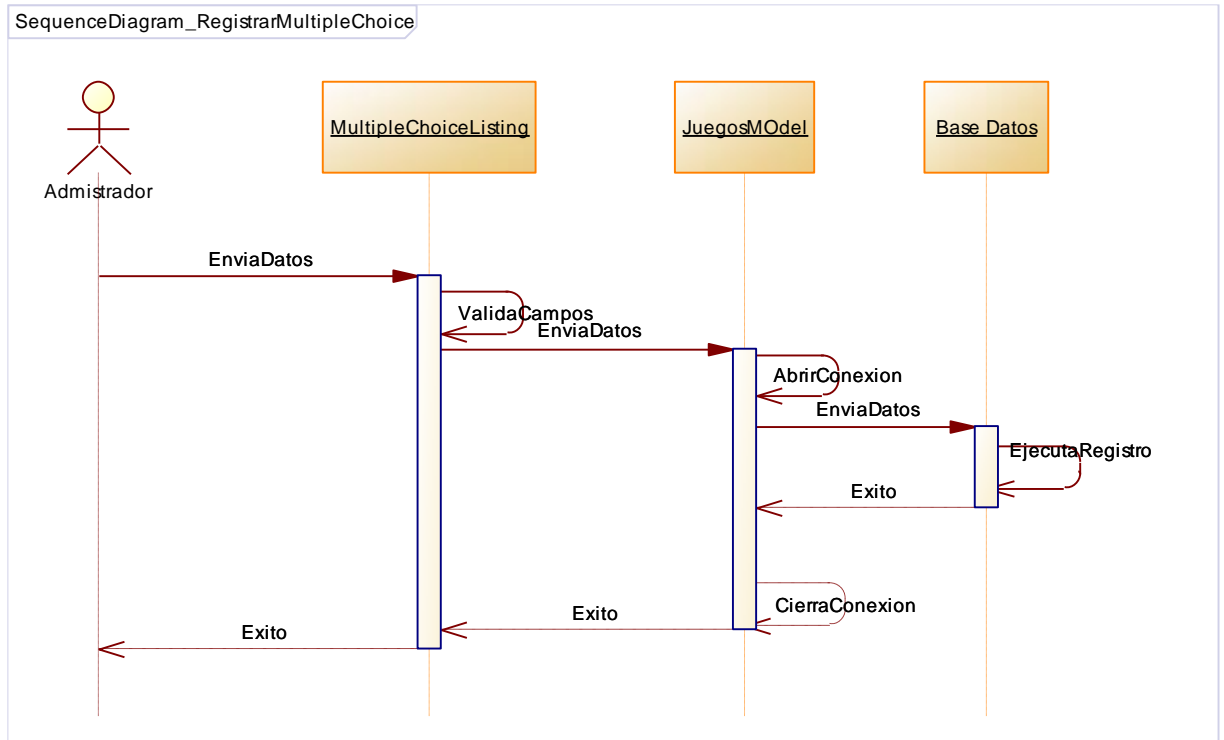 SequenceDiagram_RegistrarMultipleChoice
MultipleChoiceListing
JuegosMOdel
Base Datos
Admistrador
EnviaDatos
ValidaCampos
EnviaDatos
AbrirConexion
EnviaDatos
EjecutaRegistro
Exito
CierraConexion
Exito
Exito